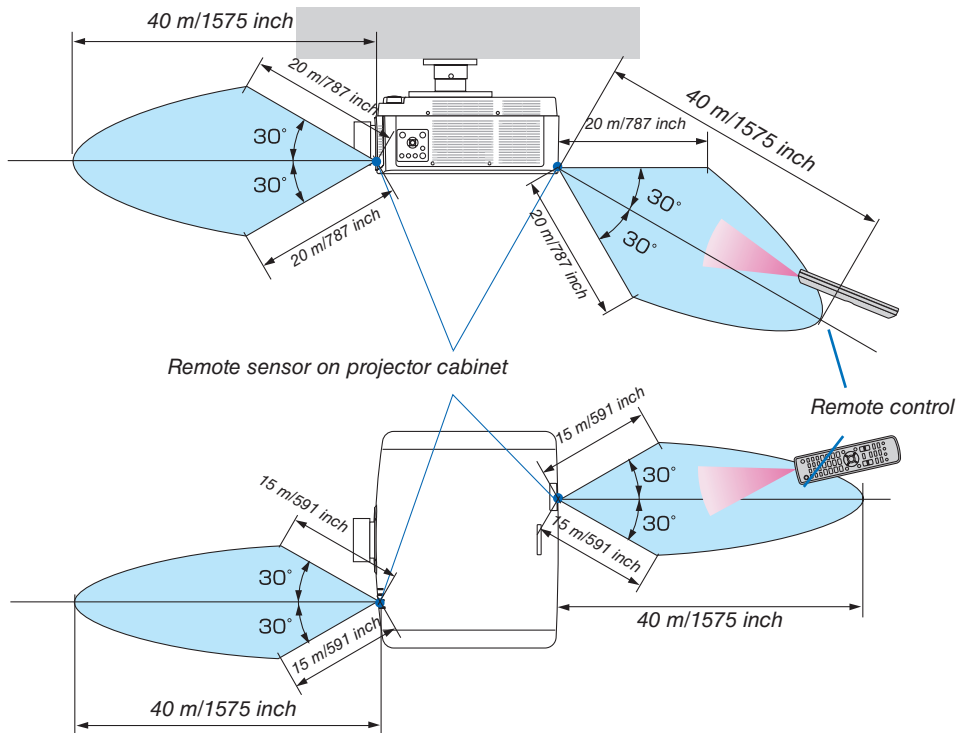 40 m/1575 inch
20 m/787 inch
40 m/1575 inch
20 m/787 inch
30°
30°
30°
30°
20 m/787 inch
20 m/787 inch
Remote sensor on projector cabinet
Remote control
15 m/591 inch
15 m/591 inch
30°
30°
15 m/591 inch
30°
30°
40 m/1575 inch
15 m/591 inch
40 m/1575 inch